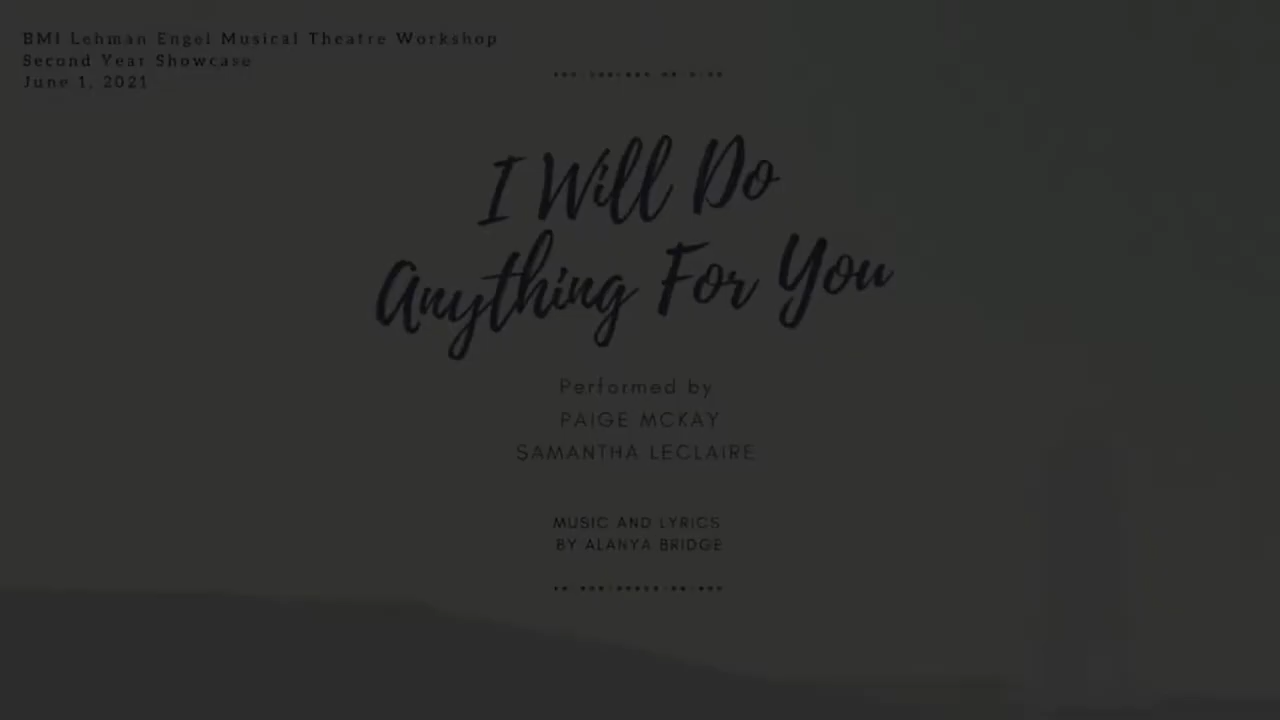 BMI Lehman Engel Musical Theatre Workshop
Second Year Showcase
June 1, 2021
I Will Do
Anything For You
Performed by
PAIGE MCKAY
SAMANTHA LECLAIRE
MUSIC AND LYRICS
BY ALANYA BRIDGE